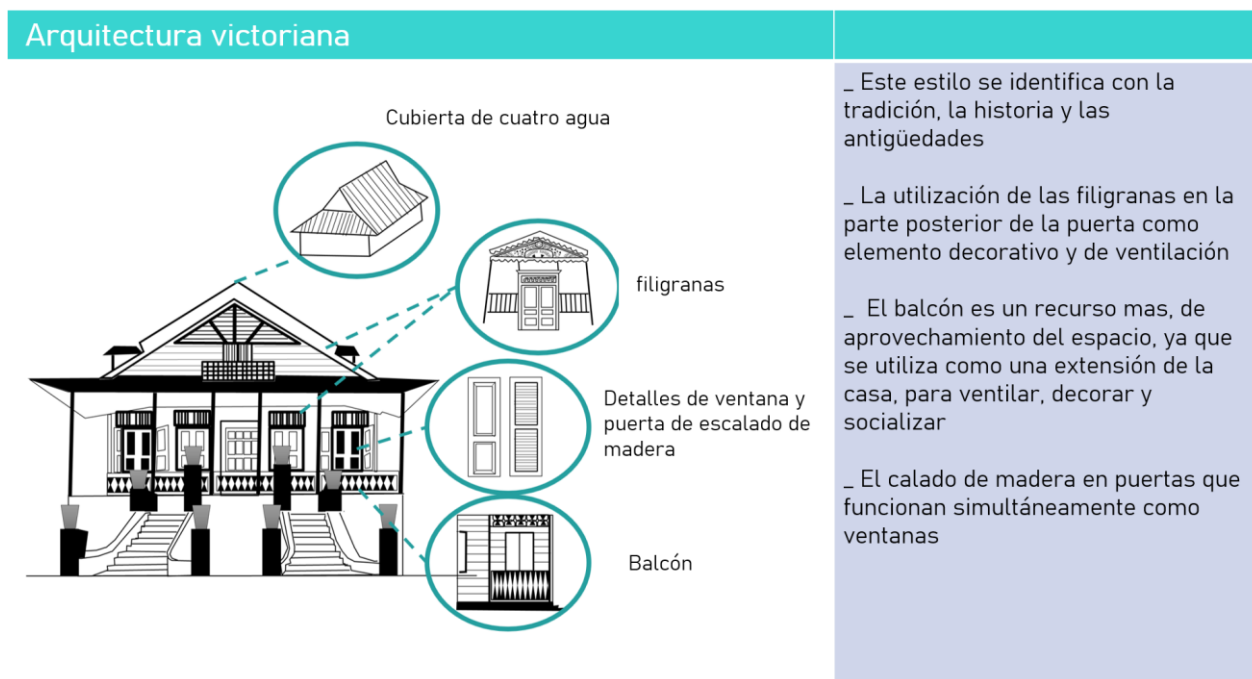 Arquitectura victoriana
Cubierta de cuatro agua
filigranas
Detalles de ventana y
puerta de escalado de
madera
Balcón
_ Este estilo se identifica con la
tradición, la historia y las
antigüedades
_ La utilización de las filigranas en la
parte posterior de la puerta como
elemento decorativo y de ventilación
_ El balcón es un recurso mas, de
aprovechamiento del espacio, ya que
se utiliza como una extensión de la
casa, para ventilar, decorar y
socializar
_ El calado de madera en puertas que
funcionan simultáneamente como
ventanas